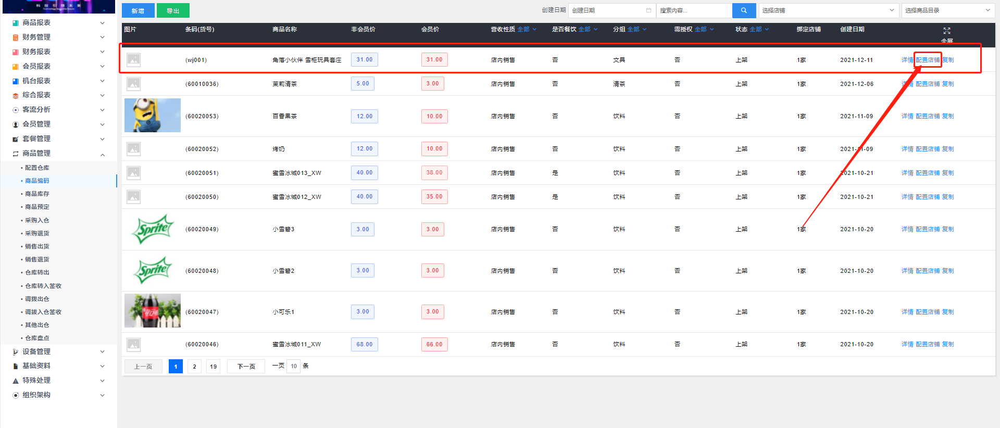 科技引领未来
Technology leads the future
商品报表
财务管理
财务报表
会员报表
机台报表
综合报表
客流分析
会员管理
套餐管理
商品管理
• 配置仓库
• 商品编码
• 商品库存
• 商品预定
• 采购入仓
• 采购退货
• 销售出货
• 销售退货
• 仓库转出
• 仓库转入签收
• 调拨出仓
• 调拨入仓签收
• 其他出仓
• 仓库盘点
设备管理
基础资料
特殊处理
组织架构
新增 导出 创建日期 创建日期 搜索内容... 选择店铺 选择商品目录
图片 条码(货号) 商品名称 非会员价 会员价 营收性质 全部 是否餐饮 全部 分组 全部 需授权 全部 状态 全部 绑定店铺 创建日期 全屏
(wj001) 角落小伙伴 雪柜玩具套庄 31.00 31.00 店内销售 否 文具 否 上架 1家 2021-12-11 详情 配置店铺 复制
(60010036) 茉莉清茶 5.00 3.00 店内销售 否 清茶 否 上架 1家 2021-12-06 详情 配置店铺 复制
(60020053) 百香果茶 12.00 10.00 店内销售 否 饮料 否 上架 1家 2021-11-09 详情 配置店铺 复制
(60020052) 烤奶 12.00 10.00 店内销售 否 饮料 否 上架 1家 2021-11-09 详情 配置店铺 复制
(60020051) 蜜雪冰城013_XW 40.00 38.00 店内销售 是 饮料 否 上架 1家 2021-10-21 详情 配置店铺 复制
(60020050) 蜜雪冰城012_XW 40.00 35.00 店内销售 是 饮料 否 上架 1家 2021-10-21 详情 配置店铺 复制
Sprite (60020049) 小雪碧3 3.00 3.00 店内销售 否 饮料 否 上架 1家 2021-10-20 详情 配置店铺 复制
Sprite (60020048) 小雪碧2 3.00 3.00 店内销售 否 饮料 否 上架 1家 2021-10-20 详情 配置店铺 复制
(60020047) 小可乐1 3.00 3.00 店内销售 否 饮料 否 上架 1家 2021-10-20 详情 配置店铺 复制
(60020046) 蜜雪冰城011_XW 68.00 66.00 店内销售 否 饮料 否 上架 1家 2021-10-20 详情 配置店铺 复制
上一页 1 2 19 下一页 一页 10 条